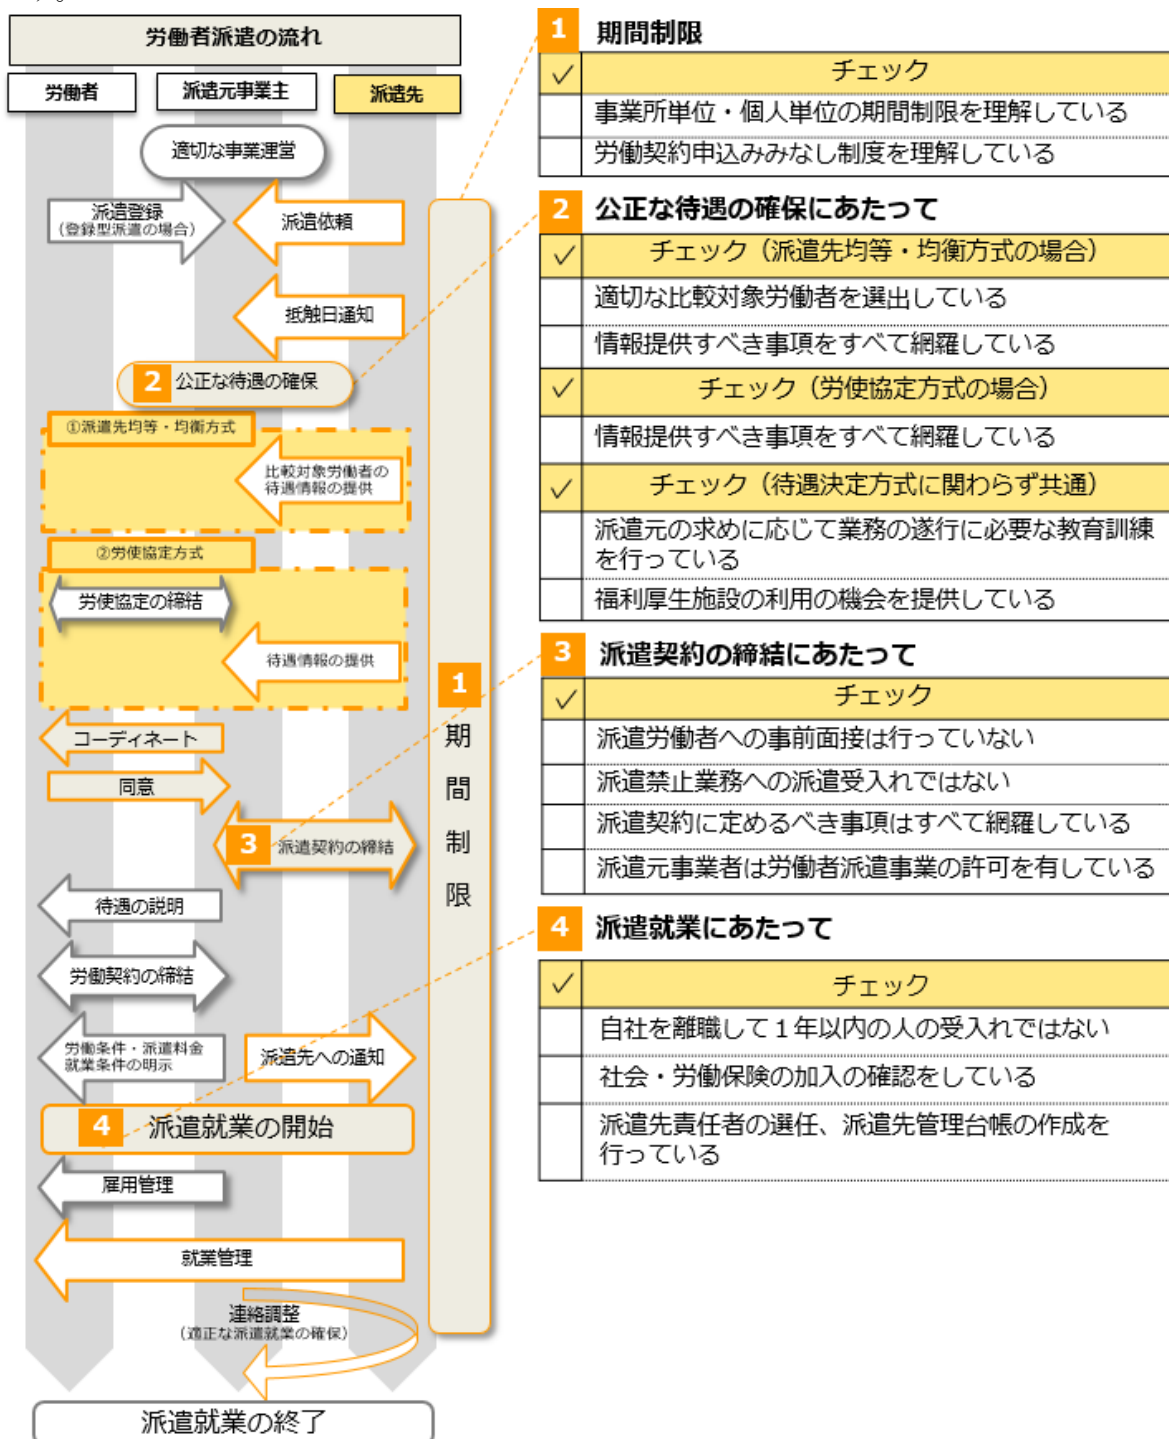 労働者派遣の流れ
労働者
派遣元事業主
派遣先
適切な事業運営
派遣登録
(登録型派遣の場合)
派遣依頼
抵触日通知
2 公正な待遇の確保
①派遣先均等・均衡方式
比較対象労働者の
待遇情報の提供
②労使協定方式
労使協定の締結
待遇情報の提供
コーディネート
同意
3 派遣契約の締結
待遇の説明
労働契約の締結
労働条件・派遣料金
就業条件の明示
派遣先への通知
4 派遣就業の開始
雇用管理
就業管理
連絡調整
(適正な派遣就業の確保)
派遣就業の終了
1
期
間
制
限
1 期間制限
✓ チェック
事業所単位・個人単位の期間制限を理解している
労働契約申込みみなし制度を理解している
2 公正な待遇の確保にあたって
✓ チェック（派遣先均等・均衡方式の場合）
適切な比較対象労働者を選出している
情報提供すべき事項をすべて網羅している
✓ チェック（労使協定方式の場合）
情報提供すべき事項をすべて網羅している
✓ チェック（待遇決定方式に関わらず共通）
派遣元の求めに応じて業務の遂行に必要な教育訓練
を行っている
福利厚生施設の利用の機会を提供している
3 派遣契約の締結にあたって
✓ チェック
派遣労働者への事前面接は行っていない
派遣禁止業務への派遣受入れではない
派遣契約に定めるべき事項はすべて網羅している
派遣元事業者は労働者派遣事業の許可を有している
4 派遣就業にあたって
✓ チェック
自社を離職して１年以内の人の受入れではない
社会・労働保険の加入の確認をしている
派遣先責任者の選任、派遣先管理台帳の作成を
行っている